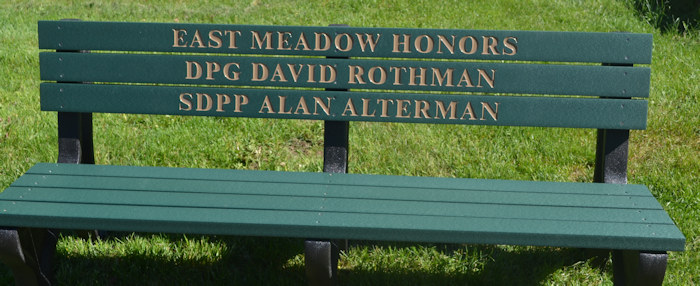 EAST MEADOW HONORS
DPG DAVID ROTHMAN
SDPP ALAN ALTERMAN